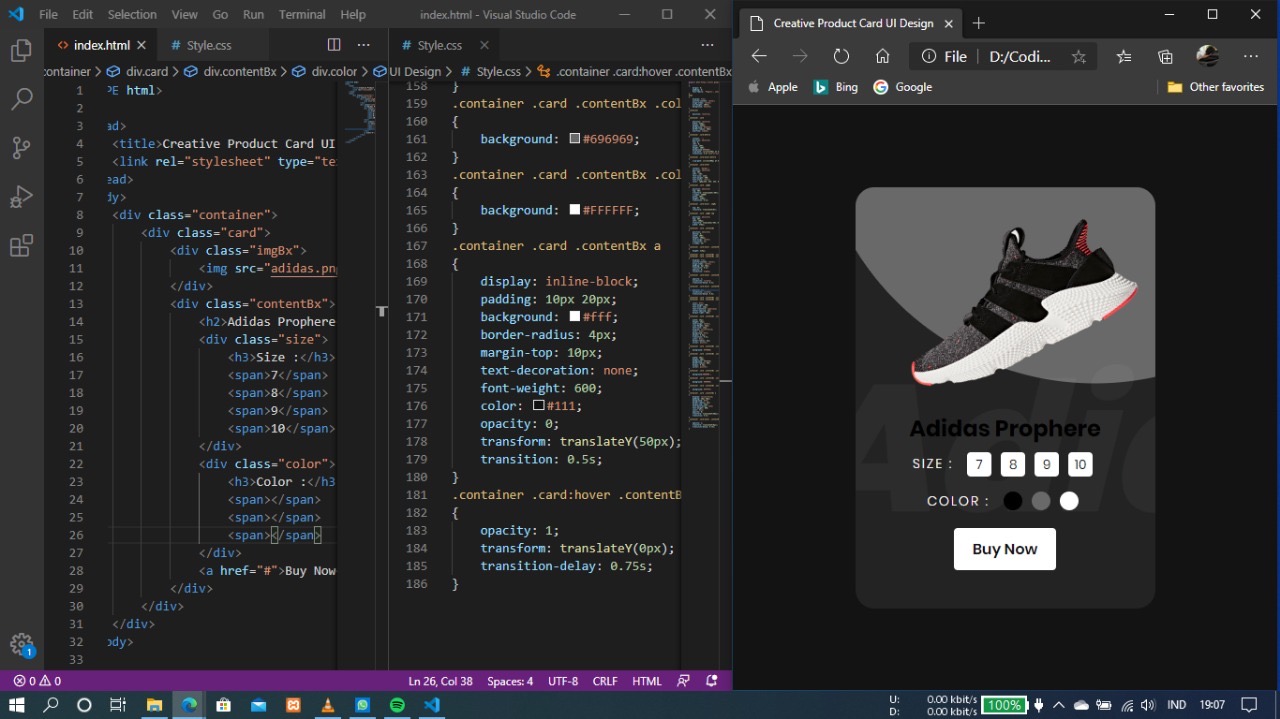 File Edit Selection View Go Run Terminal Help index.html - Visual Studio Code
index.html
Style.css
Style.css
container > div.card > div.contentBx > div.color >
UI Design > Style.css > .container .card:hover .contentBx
1 PE html>
2
3 ad>
4 <title>Creative Product Card UI
5 <link rel="stylesheet" type="te
6 ead>
7 dy>
8 <div class="container">
9 <div class="card">
10 <div class="imgBx">
11 <img src="adidas.pn
12 </div>
13 <div class="contentBx">
14 <h2>Adidas Prophere
15 <div class="size">
16 <h3>Size :</h3
17 <span>7</span>
18 <span>8</span>
19 <span>9</span>
20 <span>10</span>
21 </div>
22 <div class="color">
23 <h3>Color :</h3
24 <span></span>
25 <span></span>
26 <span></span>
27 </div>
28 <a href="#">Buy Now
29 </div>
30 </div>
31 </div>
32 ody>
33
158 }
159 .container .card .contentBx .col
160 {
161 background: #696969;
162 }
163 .container .card .contentBx .col
164 {
165 background: #FFFFFF;
166 }
167 .container .card .contentBx a
168 {
169 display: inline-block;
170 padding: 10px 20px;
171 background: #fff;
172 border-radius: 4px;
173 margin-top: 10px;
174 text-decoration: none;
175 font-weight: 600;
176 color: #111;
177 opacity: 0;
178 transform: translateY(50px);
179 transition: 0.5s;
180 }
181 .container .card:hover .contentB
182 {
183 opacity: 1;
184 transform: translateY(0px);
185 transition-delay: 0.75s;
186 }
0 0 Ln 26, Col 38 Spaces: 4 UTF-8 CRLF HTML
1
Creative Product Card UI Design
File D:/Codi...
Apple Bing Google Other favorites
Adidas Prophere
SIZE : 7 8 9 10
COLOR :
Buy Now
Adid
U: 0.00 kbit/s
D: 0.00 kbit/s
100% IND 19:07